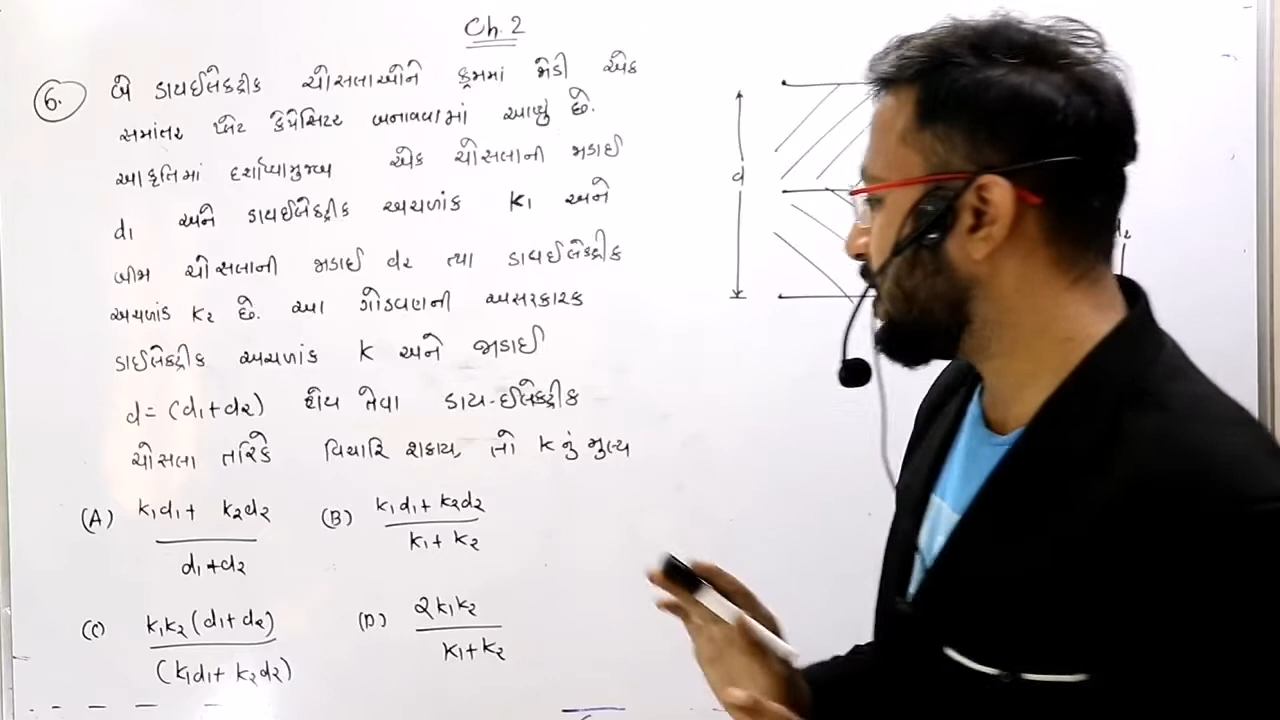 Ch. 2
6. બે ડાયઈલેક્ટ્રીક ચોસલાઓને ક્રમમાં જોડી એક
સમાંતર પ્લેટ કેપેસિટર બનાવવામાં આવ્યું છે.
આકૃતિમાં દર્શાવ્યામુજબ એક ચોસલાની જાડાઈ
d₁ અને ડાયઈલેક્ટ્રીક અચળાંક K₁ અને
બીજા ચોસલાની જાડાઈ d₂ તથા ડાયઈલેક્ટ્રીક
અચળાંક K₂ છે. આ ગોઠવણની અસરકારક
ડાઈલેક્ટ્રીક અચળાંક K અને જાડાઈ
d = (d₁+d₂) હોય તેવા ડાય-ઈલેક્ટ્રીક
ચોસલા તરિકે વિચારિ શકાય, તો K નું મુલ્ય
(A) K₁d₁ + K₂d₂ / d₁+d₂ (B) K₁d₁ + K₂d₂ / K₁ + K₂
(C) K₁K₂ (d₁+d₂) / (K₁d₁ + K₂d₂) (D) 2K₁K₂ / K₁+K₂
d